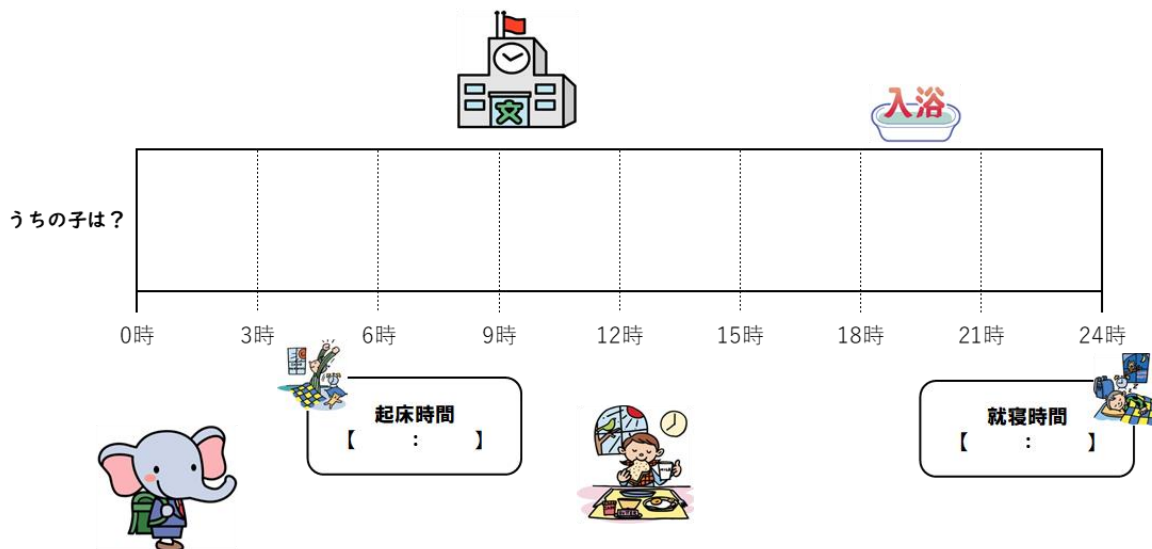 文
入浴
うちの子は？
0時 3時 6時 9時 12時 15時 18時 21時 24時
起床時間
【 : 】
就寝時間
【 : 】